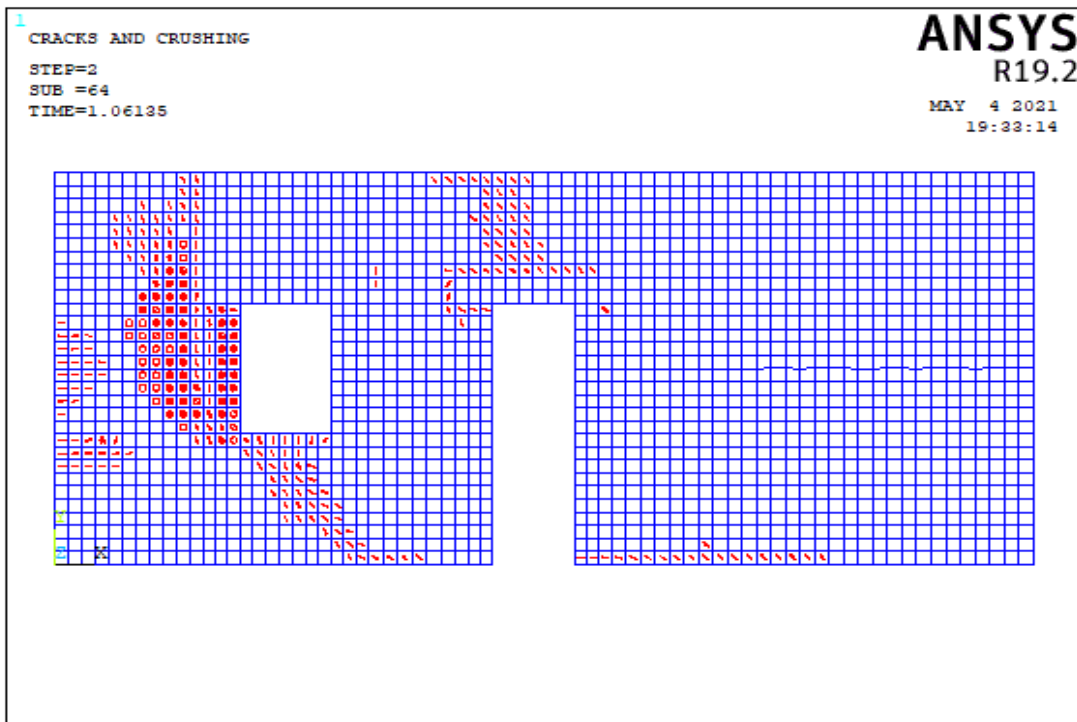 1
CRACKS AND CRUSHING
STEP=2
SUB =64
TIME=1.06135
ANSYS
R19.2
MAY 4 2021
19:33:14
Y
Z X